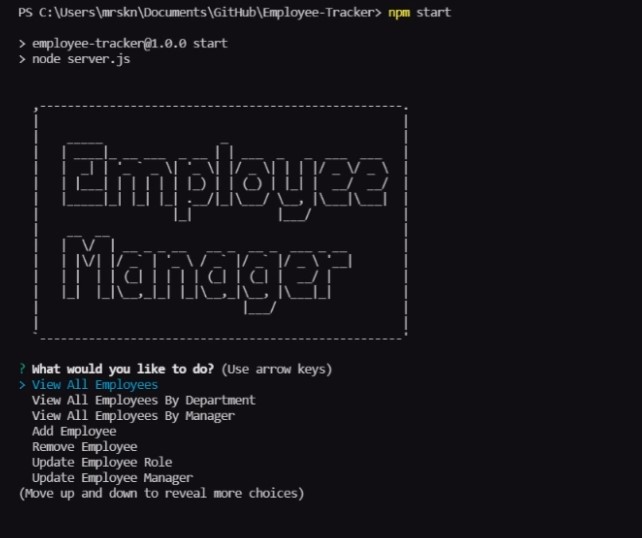 PS C:\Users\mrskn\Documents\GitHub\Employee-Tracker> npm start
> employee-tracker@1.0.0 start
> node server.js
Employee
Manager
? What would you like to do? (Use arrow keys)
> View All Employees
View All Employees By Department
View All Employees By Manager
Add Employee
Remove Employee
Update Employee Role
Update Employee Manager
(Move up and down to reveal more choices)